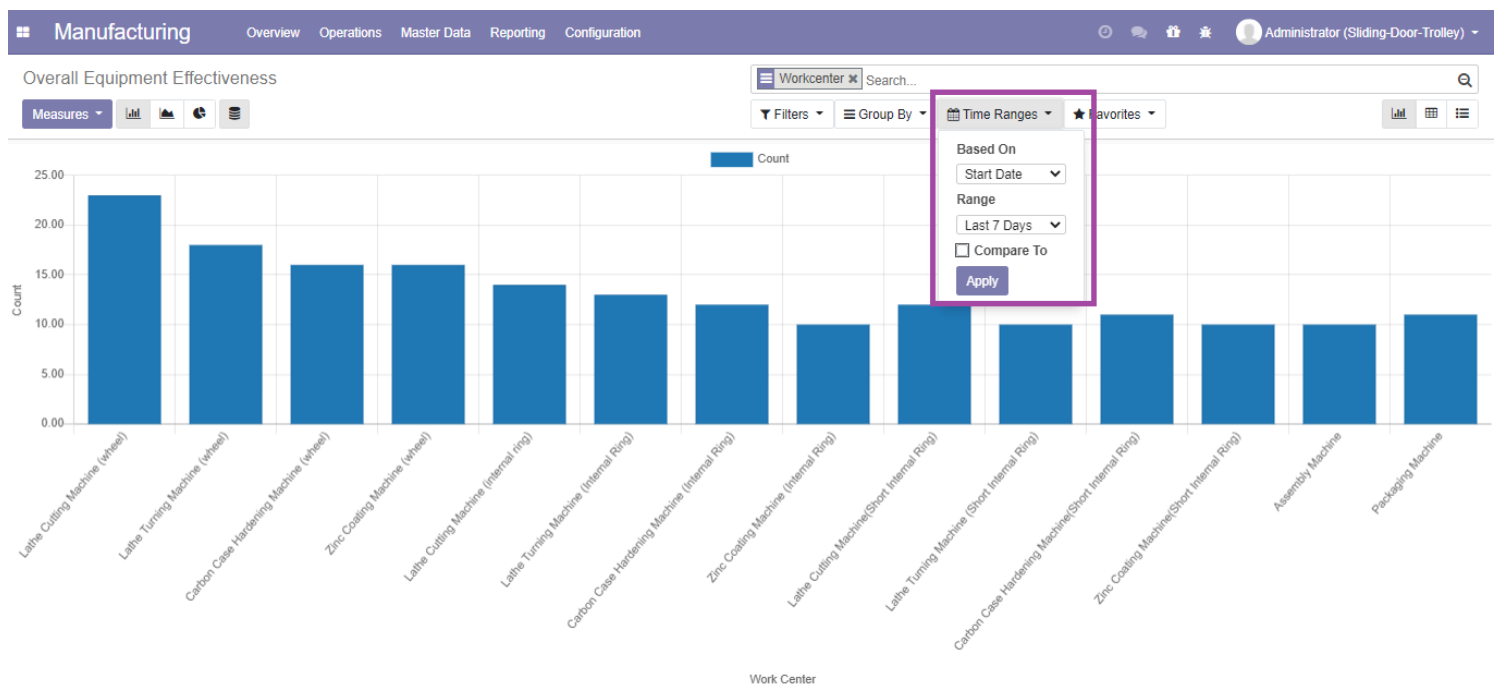 Manufacturing Overview Operations Master Data Reporting Configuration Administrator (Sliding-Door-Trolley)
Overall Equipment Effectiveness
Workcenter Search...
Measures
Filters Group By Time Ranges Favorites
Based On
Start Date
Range
Last 7 Days
Compare To
Apply
Count
25.00
20.00
15.00
10.00
5.00
0.00
Count
Lathe Cutting Machine (wheel)
Lathe Turning Machine (wheel)
Carbon Case Hardening Machine (wheel)
Zinc Coating Machine (wheel)
Lathe Cutting Machine (internal ring)
Lathe Turning Machine (Internal Ring)
Carbon Case Hardening Machine (Internal Ring)
Zinc Coating Machine (Internal Ring)
Lathe Cutting Machine(Short Internal Ring)
Lathe Turning Machine (Short Internal Ring)
Carbon Case Hardening Machine(Short Internal Ring)
Zinc Coating Machine(Short Internal Ring)
Assembly Machine
Packaging Machine
Work Center